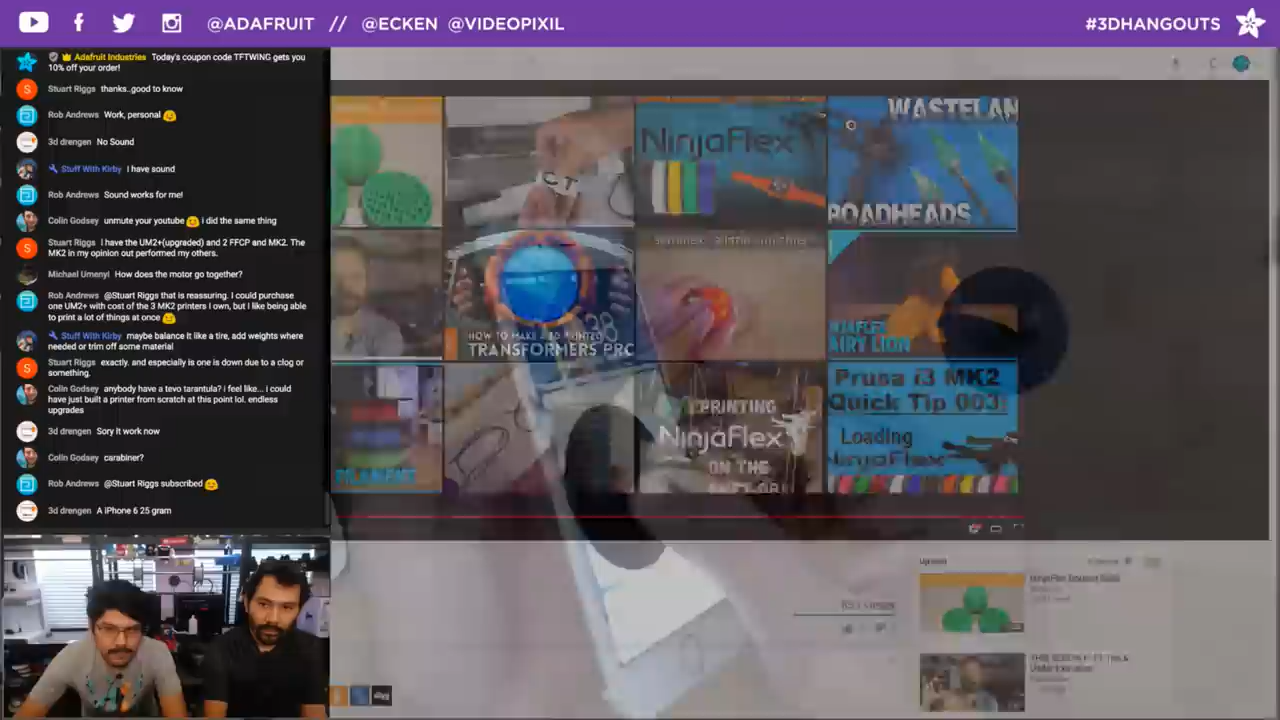 @ADAFRUIT // @ECKEN @VIDEOPIXIL
#3DHANGOUTS
Adafruit Industries Today's coupon code TFTWING gets you
10% off your order!
Stuart Riggs thanks..good to know
Rob Andrews Work, personal
3d drengen No Sound
Stuff With Kirby I have sound
Rob Andrews Sound works for me!
Colin Godsey unmute your youtube i did the same thing
Stuart Riggs I have the UM2+(upgraded) and 2 FFCP and MK2. The
MK2 in my opinion out performed my others.
Michael Umenyi How does the motor go together?
Rob Andrews @Stuart Riggs that is reassuring. I could purchase
one UM2+ with cost of the 3 MK2 printers I own, but I like being able
to print a lot of things at once
Stuff With Kirby maybe balance it like a tire, add weights where
needed or trim off some material
Stuart Riggs exactly. and especially is one is down due to a clog or
something.
Colin Godsey anybody have a tevo tarantula? i feel like... i could
have just built a printer from scratch at this point lol. endless
upgrades
3d drengen Sory it work now
Colin Godsey carabiner?
Rob Andrews @Stuart Riggs subscribed
3d drengen A iPhone 6 25 gram
NinjaFlex
WASTELAN
ROADHEADS
HOW TO MAKE A 3D PRINTED
TRANSFORMERS PRO
AIRY LION
FILAMENT
PRINTING
NinjaFlex
ON THE
Prusa i3 MK2
Quick Tip 003:
Loading
NinjaFlex